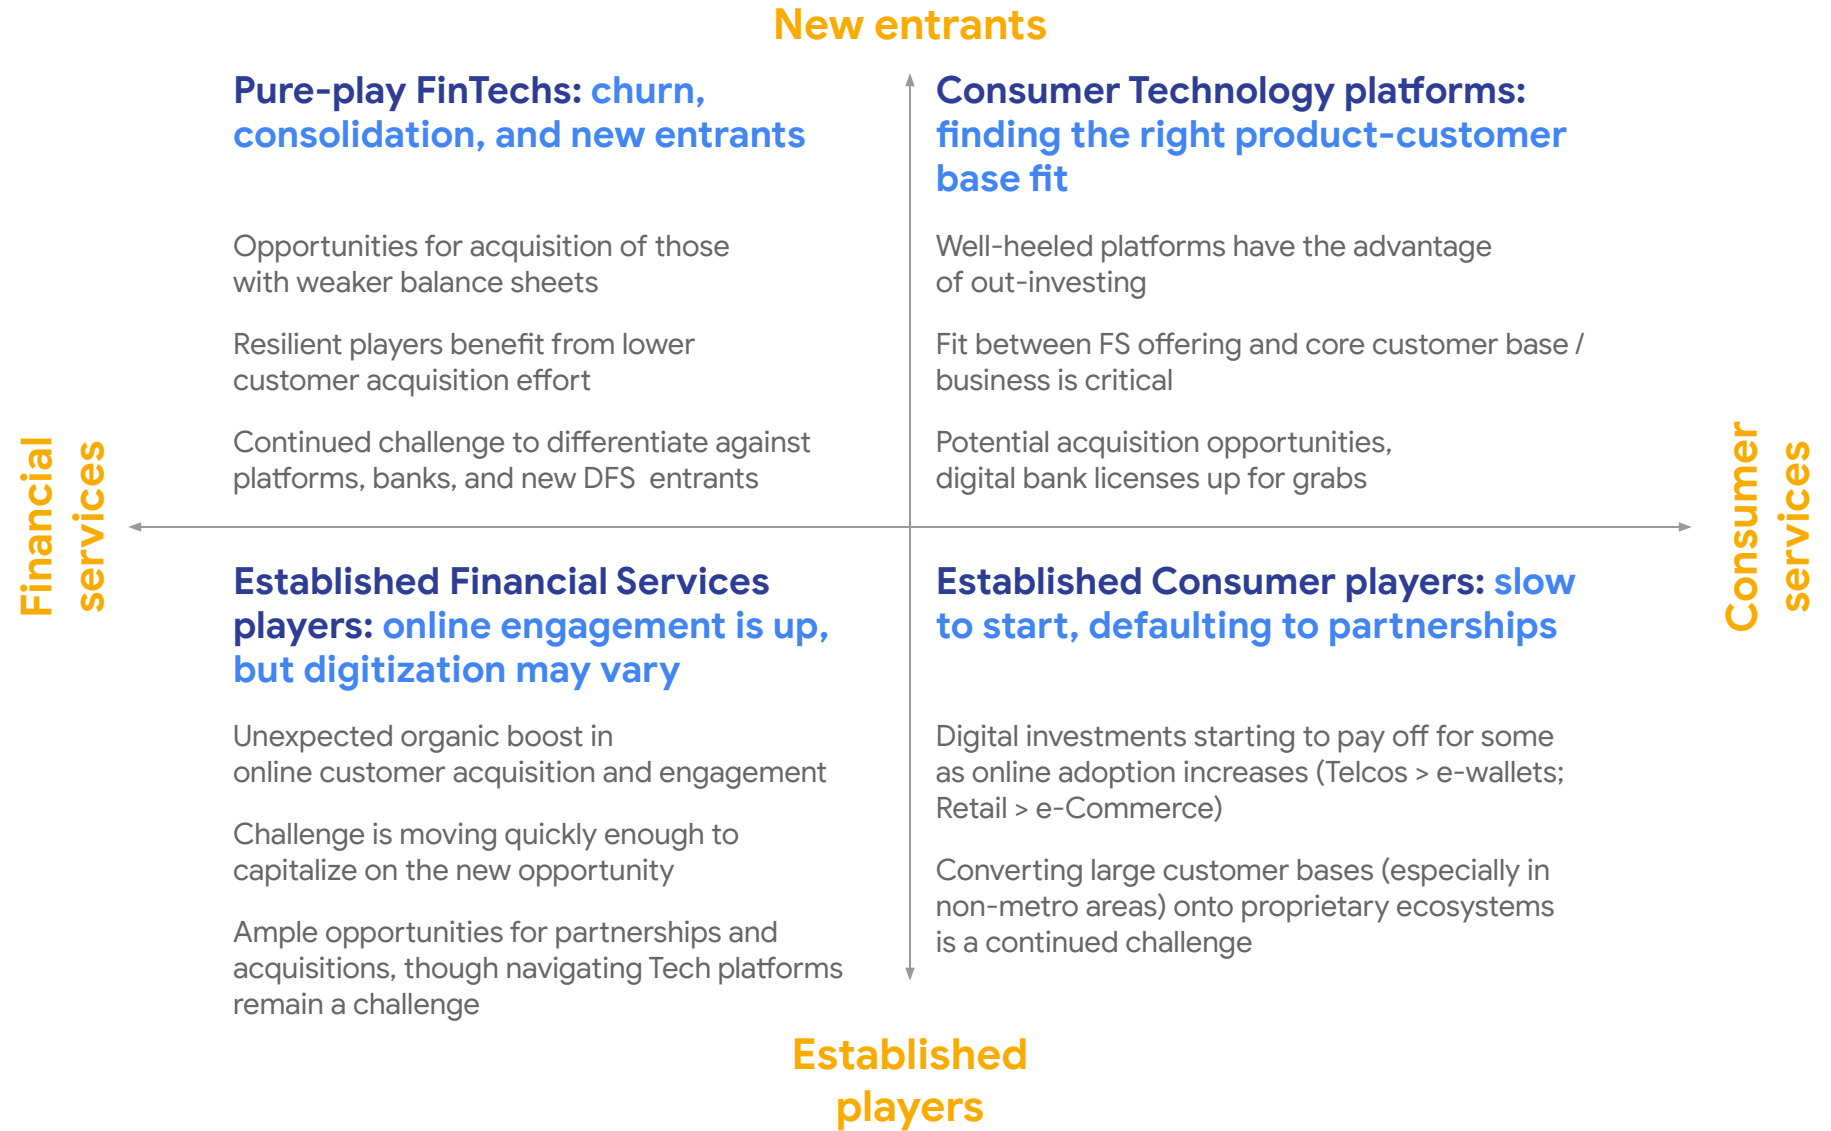 New entrants
Pure-play FinTechs: churn,
consolidation, and new entrants
Opportunities for acquisition of those
with weaker balance sheets
Resilient players benefit from lower
customer acquisition effort
Continued challenge to differentiate against
platforms, banks, and new DFS entrants
Consumer Technology platforms:
finding the right product-customer
base fit
Well-heeled platforms have the advantage
of out-investing
Fit between FS offering and core customer base /
business is critical
Potential acquisition opportunities,
digital bank licenses up for grabs
Financial
services
Consumer
services
Established Financial Services
players: online engagement is up,
but digitization may vary
Unexpected organic boost in
online customer acquisition and engagement
Challenge is moving quickly enough to
capitalize on the new opportunity
Ample opportunities for partnerships and
acquisitions, though navigating Tech platforms
remain a challenge
Established Consumer players: slow
to start, defaulting to partnerships
Digital investments starting to pay off for some
as online adoption increases (Telcos > e-wallets;
Retail > e-Commerce)
Converting large customer bases (especially in
non-metro areas) onto proprietary ecosystems
is a continued challenge
Established
players